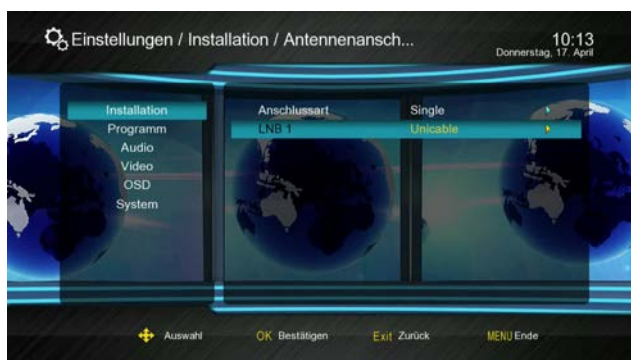 Einstellungen / Installation / Antennenansch...
10:13
Donnerstag, 17. April
Installation
Programm
Audio
Video
OSD
System
Anschlussart Single
LNB 1 Unicable
Auswahl OK Bestätigen Exit Zurück MENU Ende